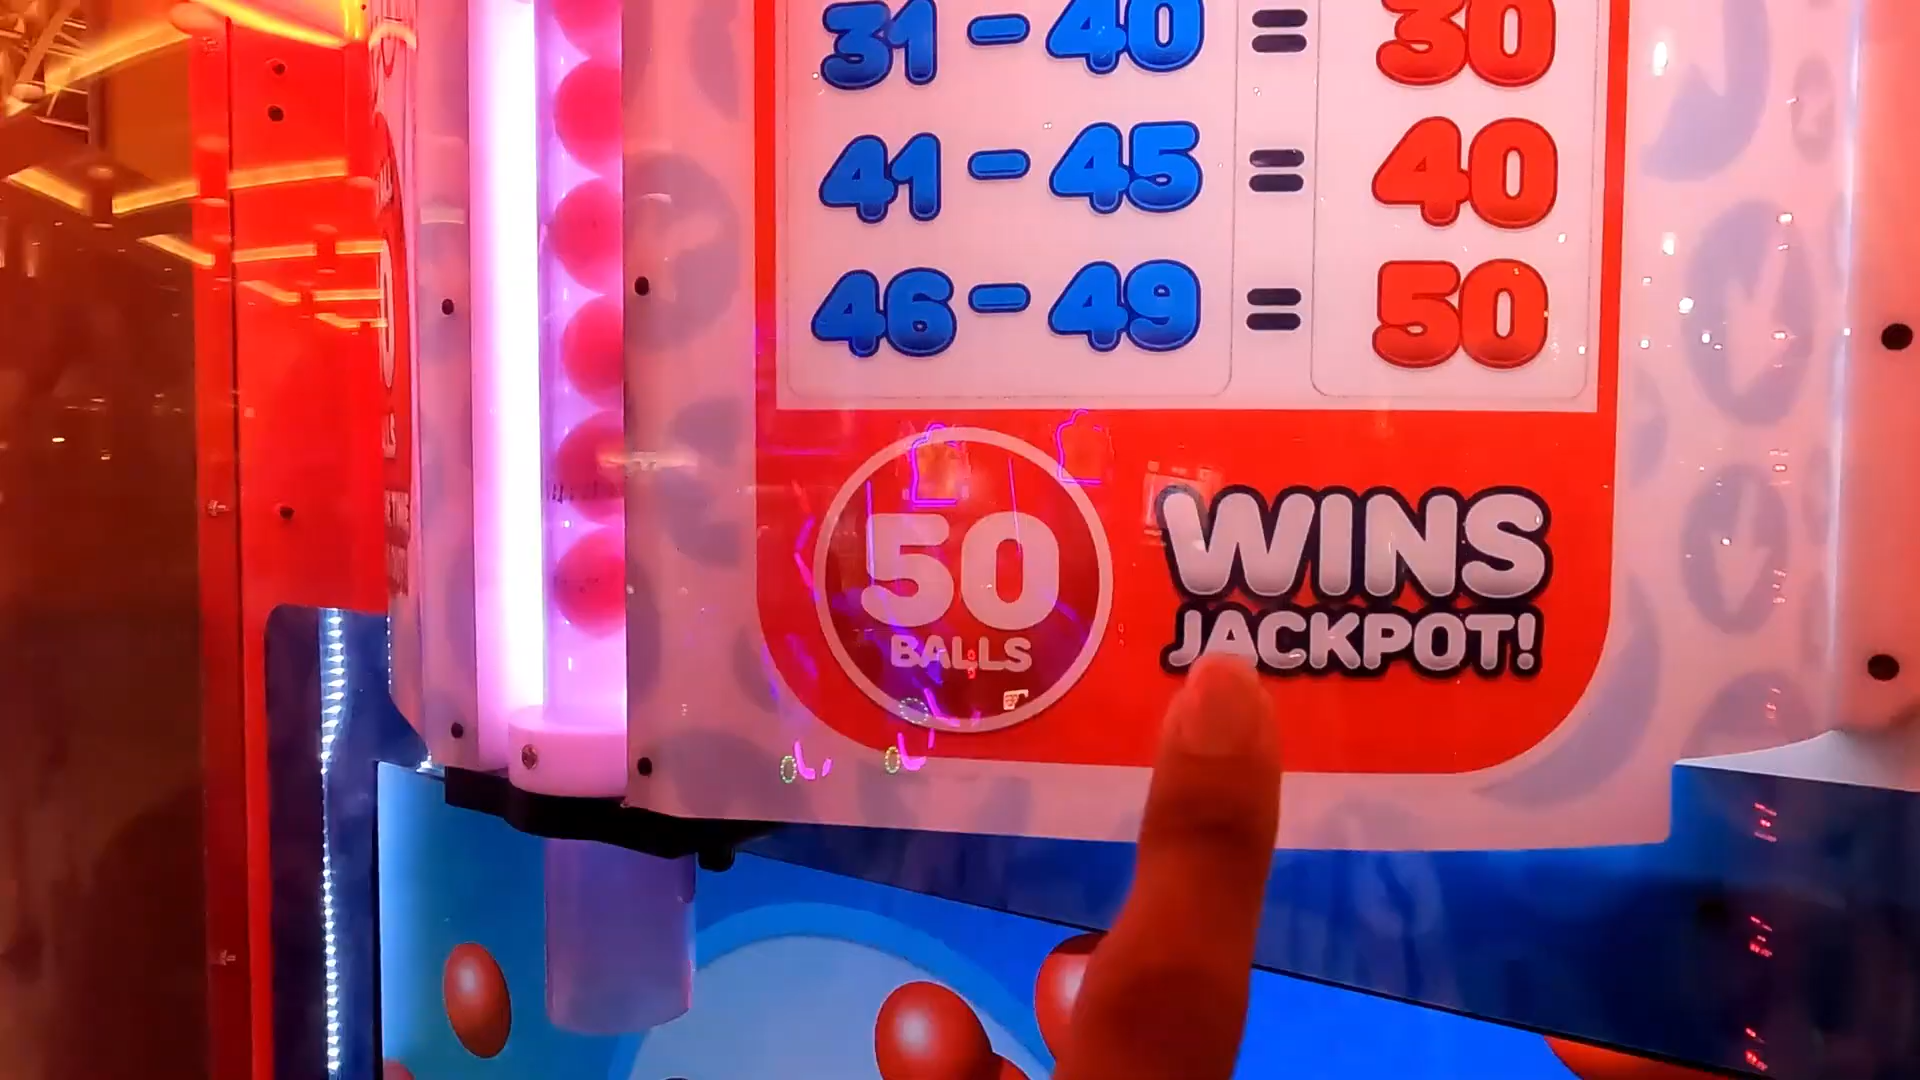 31 - 40 = 30
41 - 45 = 40
46 - 49 = 50
50
BALLS
WINS
JACKPOT!